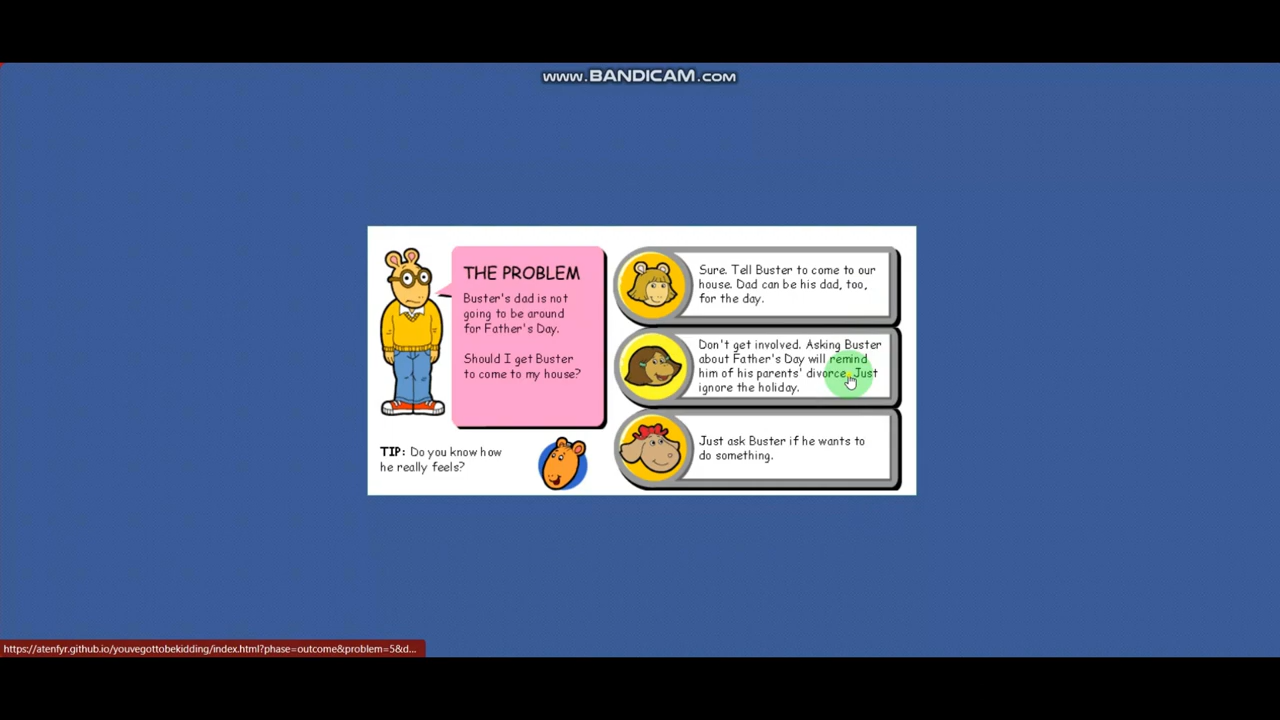 www.BANDICAM.com
THE PROBLEM
Buster's dad is not
going to be around
for Father's Day.
Should I get Buster
to come to my house?
TIP: Do you know how
he really feels?
Sure. Tell Buster to come to our
house. Dad can be his dad, too,
for the day.
Don't get involved. Asking Buster
about Father's Day will remind
him of his parents' divorce. Just
ignore the holiday.
Just ask Buster if he wants to
do something.
https://atenfyr.github.io/youvegottobekidding/index.html?phase=outcome&problem=5&d...